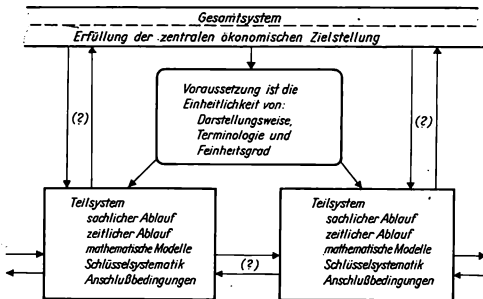 Gesamtsystem
Erfüllung der zentralen ökonomischen Zielstellung
Voraussetzung ist die
Einheitlichkeit von:
Darstellungsweise,
Terminologie und
Feinheitsgrad
(?)
(?)
Teilsystem
sachlicher Ablauf
zeitlicher Ablauf
mathematische Modelle
Schlüsselsystematik
Anschlußbedingungen
(?)
Teilsystem
sachlicher Ablauf
zeitlicher Ablauf
mathematische Modelle
Schlüsselsystematik
Anschlußbedingungen